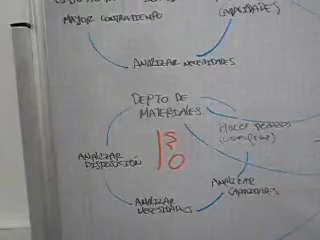 MAYOR CONTRATIEMPO
CAPACIDADES)
ANALIZAR NECESIDADES
DEPTO DE
MATERIALES
HACER PEDIDOS
(COMPRAS)
ANALIZAR
DISPOSICIÓN
ANALIZAR
CAPACIDADES
ANALIZAR
NECESIDADES